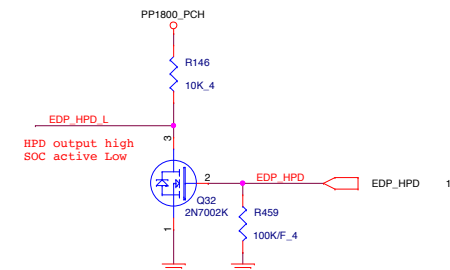 PP1800_PCH
R146
10K_4
EDP_HPD_L
HPD output high
SOC active Low
3
2
EDP_HPD
EDP_HPD 1
Q32
2N7002K
R459
1
100K/F_4